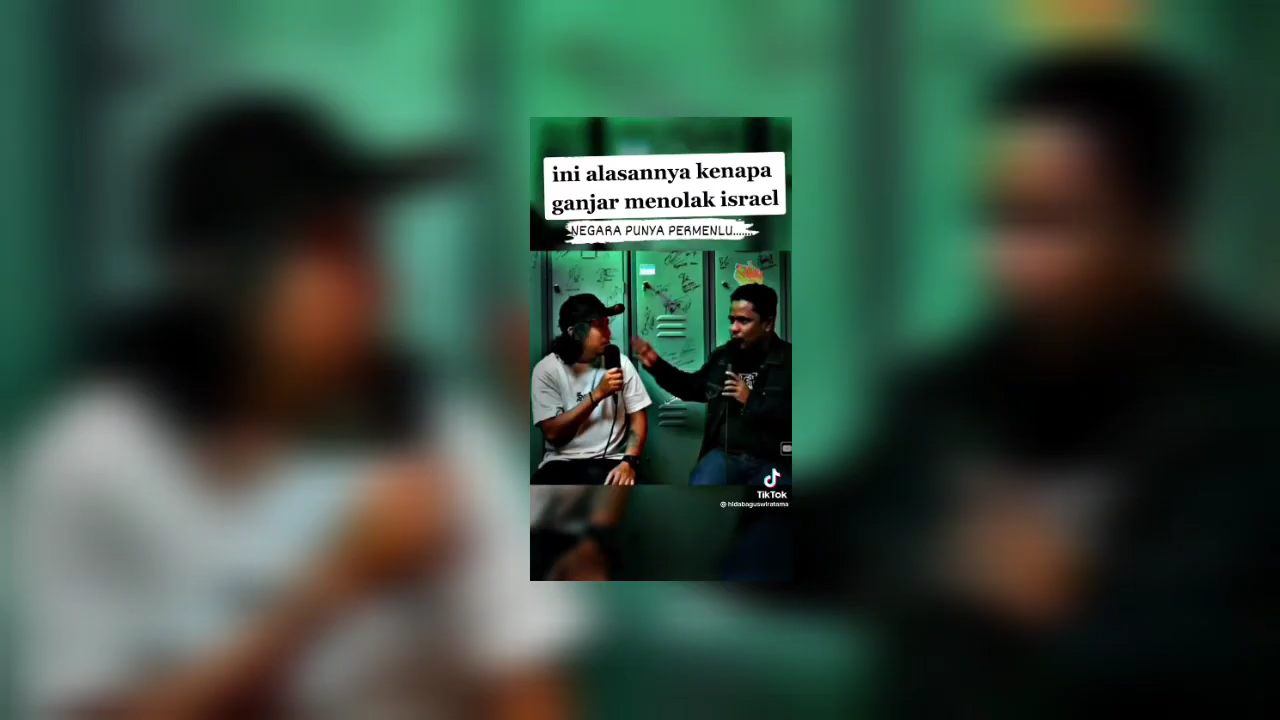 ini alasannya kenapa
ganjar menolak israel
NEGARA PUNYA PERMENLU.......
TikTok
@hidabaguswiratama